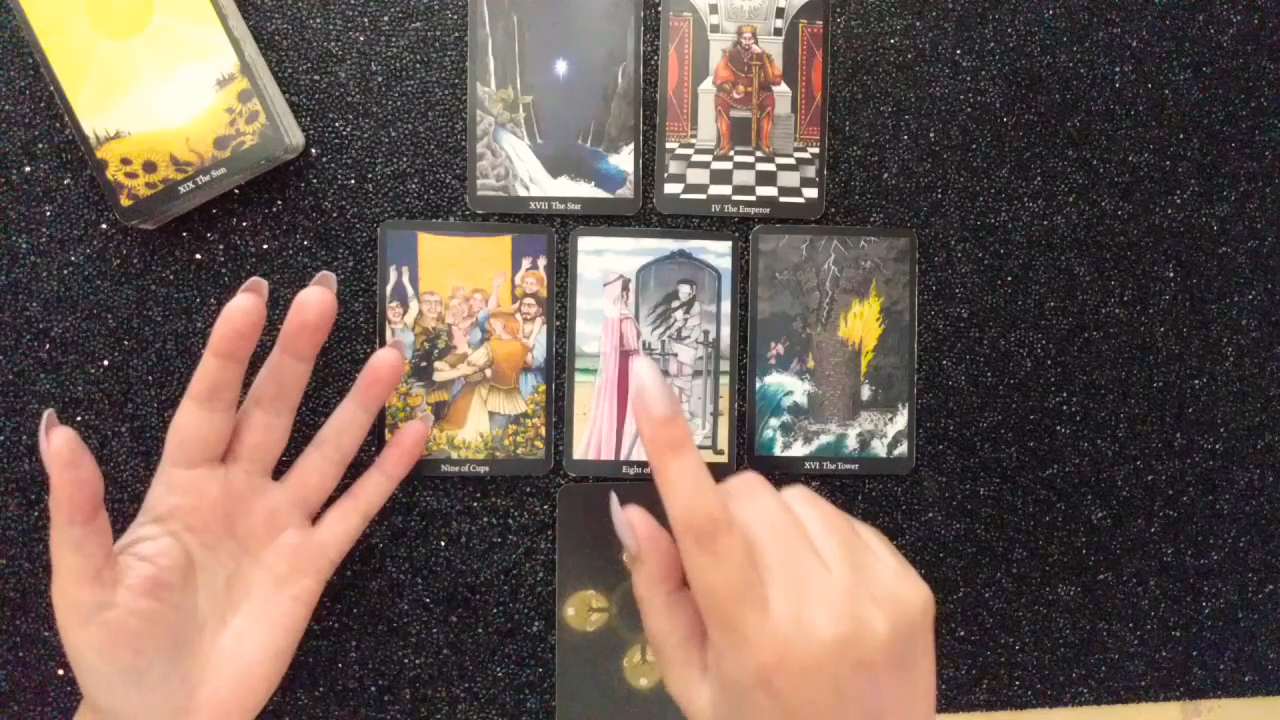 XIX The Sun
XVII The Star
IV The Emperor
Nine of Cups
Eight of
XVI The Tower